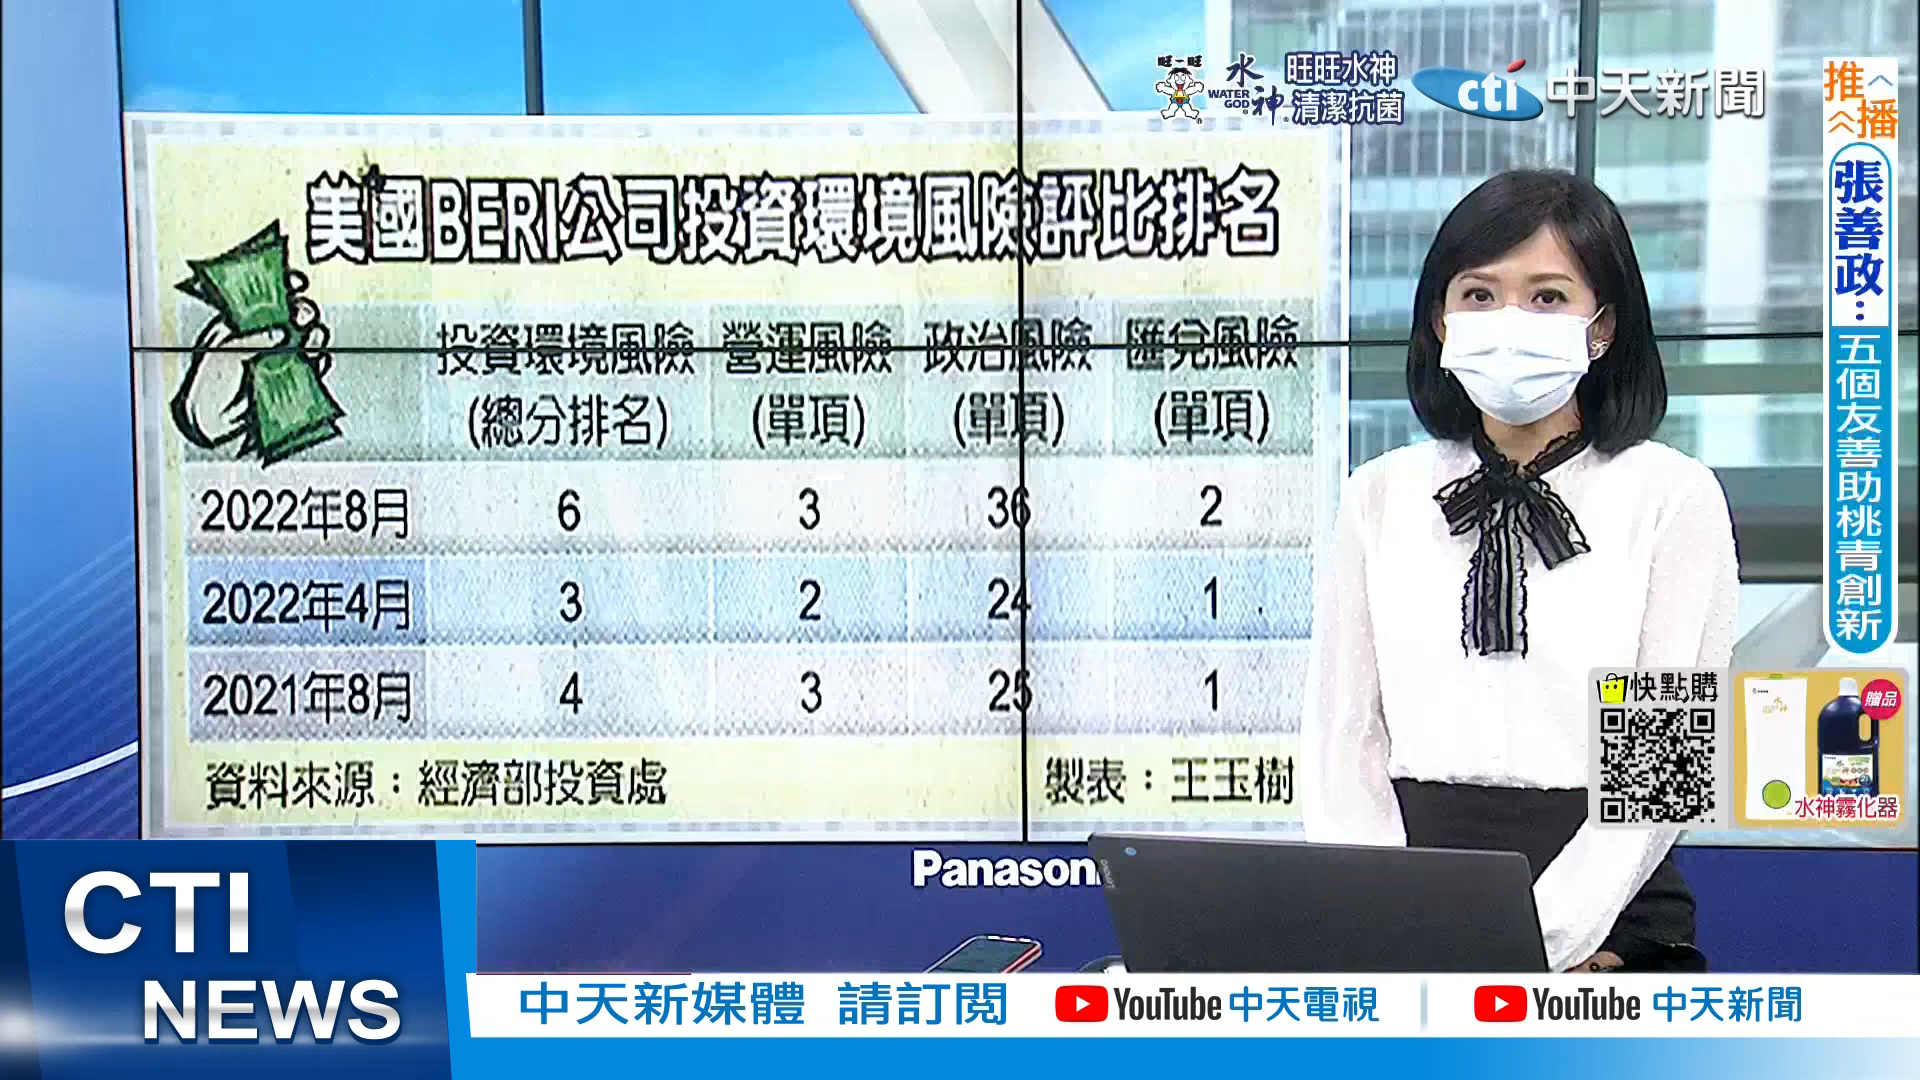 旺一旺
水神
WATER GOD
旺旺水神
清潔抗菌
cti 中天新聞
推播
張善政:五個友善助桃青創新
美國BERI公司投資環境風險評比排名
投資環境風險(總分排名) 營運風險(單項) 政治風險(單項) 匯兌風險(單項)
2022年8月 6 3 36 2
2022年4月 3 2 24 1
2021年8月 4 3 25 1
資料來源：經濟部投資處 製表：王玉樹
快點購
贈品
水神霧化器
Panasoni
CTI
NEWS
中天新媒體 請訂閱 YouTube 中天電視 YouTube 中天新聞